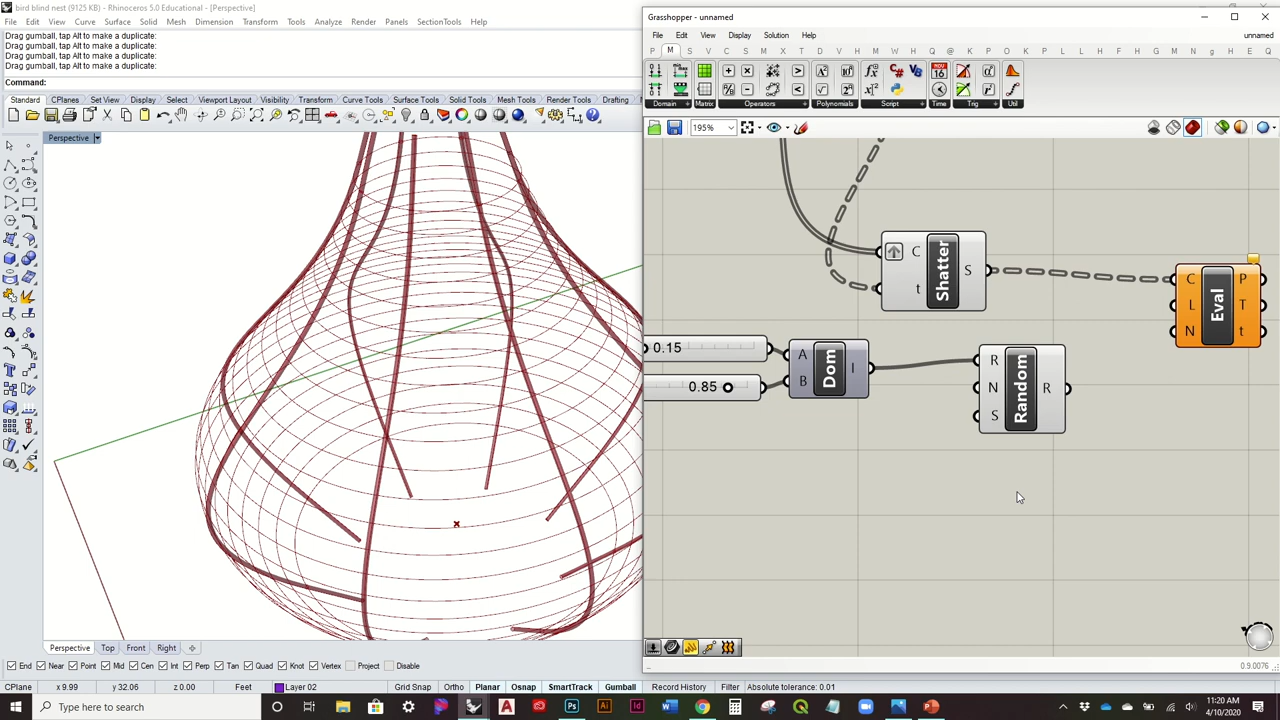 bird blind nest (9125 KB) - Rhinoceros 5.0 Educational - [Perspective]
File Edit View Curve Surface Solid Mesh Dimension Transform Tools Analyze Render Panels SectionTools Help
Drag gumball, tap Alt to make a duplicate:
Drag gumball, tap Alt to make a duplicate:
Drag gumball, tap Alt to make a duplicate:
Drag gumball, tap Alt to make a duplicate:
Command:
Standard CPlanes Set View Display Select Viewport Layout Visibility Transform Curve Tools Surface Tools Solid Tools Mesh Tools Render Tools Drafting
Perspective
Grasshopper - unnamed
File Edit View Display Solution Help unnamed
P M S V C S M I T D V M A M W H Q @ S N C K P L O E K P L D M N g H E Q
Domain Matrix Operators Polynomials Script Time Trig Util
195%
Shatter
C
t
S
0.15
0.85
Dom
A
B
I
Random
R
N
S
R
Eval
C
L
N
P
T
t
0.9.0076
Perspective Top Front Right
End Near Point Mid Cen Int Perp Tan Quad Knot Vertex Project Disable
CPlane x 9.99 y 32.06 z 0.00 Feet Layer 02 Grid Snap Ortho Planar Osnap SmartTrack Gumball Record History Filter Absolute tolerance: 0.01
Type here to search
11:20 AM
4/10/2020